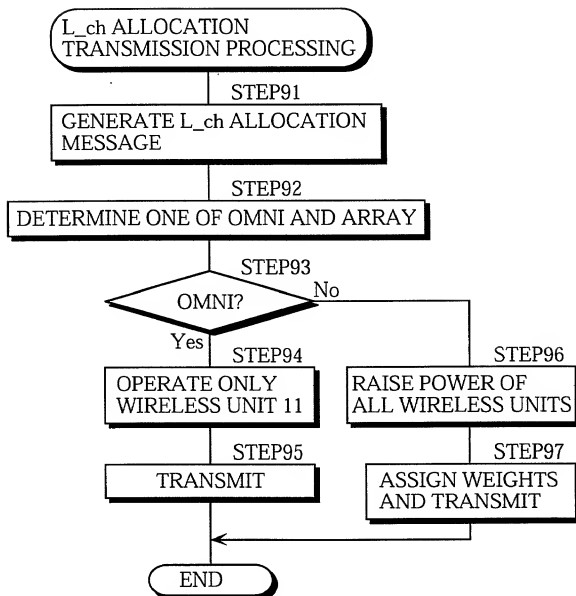 L_ch ALLOCATION
TRANSMISSION PROCESSING
STEP91
GENERATE L_ch ALLOCATION
MESSAGE
STEP92
DETERMINE ONE OF OMNI AND ARRAY
STEP93
OMNI?
No
Yes
STEP94
OPERATE ONLY
WIRELESS UNIT 11
STEP95
TRANSMIT
STEP96
RAISE POWER OF
ALL WIRELESS UNITS
STEP97
ASSIGN WEIGHTS
AND TRANSMIT
END